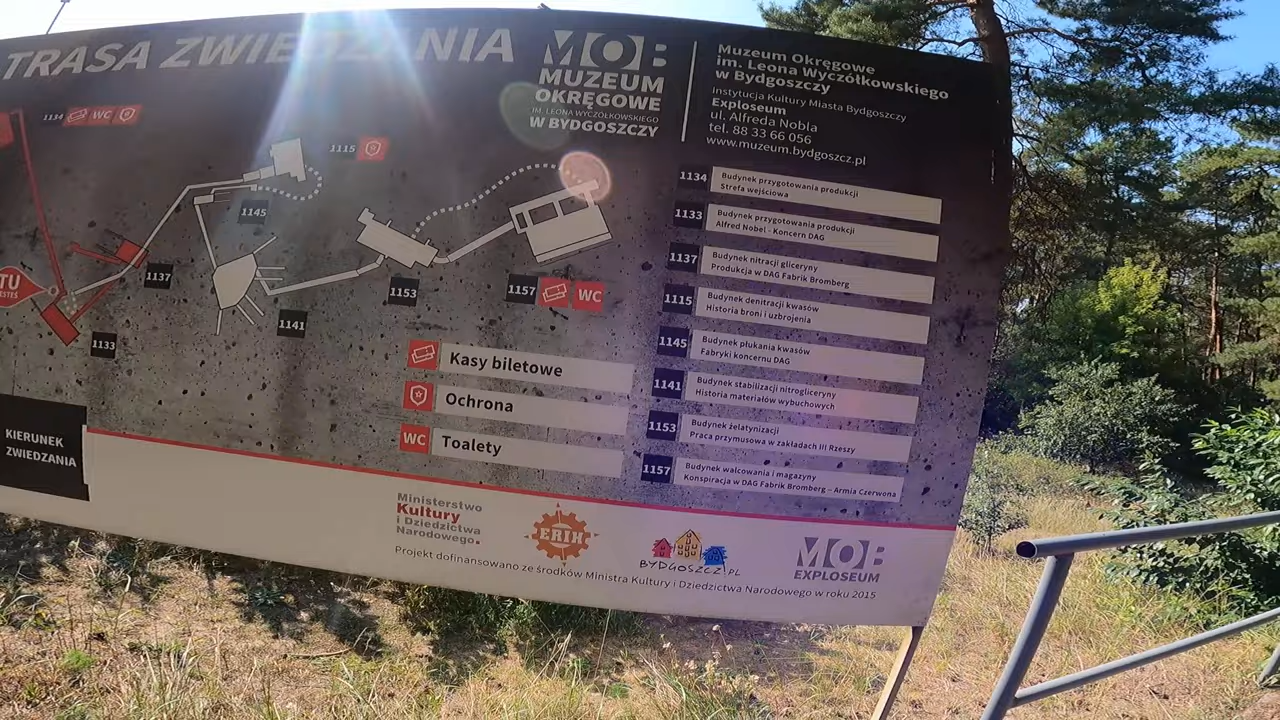 TRASA ZWIEDZANIA
MOB
MUZEUM
OKRĘGOWE
IM. LEONA WYCZÓŁKOWSKIEGO
W BYDGOSZCZY
Muzeum Okręgowe
im. Leona Wyczółkowskiego
w Bydgoszczy
Instytucja Kultury Miasta Bydgoszczy
Exploseum
ul. Alfreda Nobla
tel. 88 33 66 056
www.muzeum.bydgoszcz.pl
1134 WC
1115
1145
1137
1133
1141
1153
1157 WC
TU
JESTEŚ
1134 Budynek przygotowania produkcji
Strefa wejściowa
1133 Budynek przygotowania produkcji
Alfred Nobel - Koncern DAG
1137 Budynek nitracji gliceryny
Produkcja w DAG Fabrik Bromberg
1115 Budynek denitracji kwasów
Historia broni i uzbrojenia
1145 Budynek płukania kwasów
Fabryki koncernu DAG
1141 Budynek stabilizacji nitrogliceryny
Historia materiałów wybuchowych
1153 Budynek żelatynizacji
Praca przymusowa w zakładach III Rzeszy
1157 Budynek walcowania i magazyny
Konspiracja w DAG Fabrik Bromberg – Armia Czerwona
Kasy biletowe
Ochrona
WC Toalety
KIERUNEK
ZWIEDZANIA
Ministerstwo
Kultury
i Dziedzictwa
Narodowego.
ERIH
BYDGOSZCZ.PL
MOB
EXPLOSEUM
Projekt dofinansowano ze środków Ministra Kultury i Dziedzictwa Narodowego w roku 2015